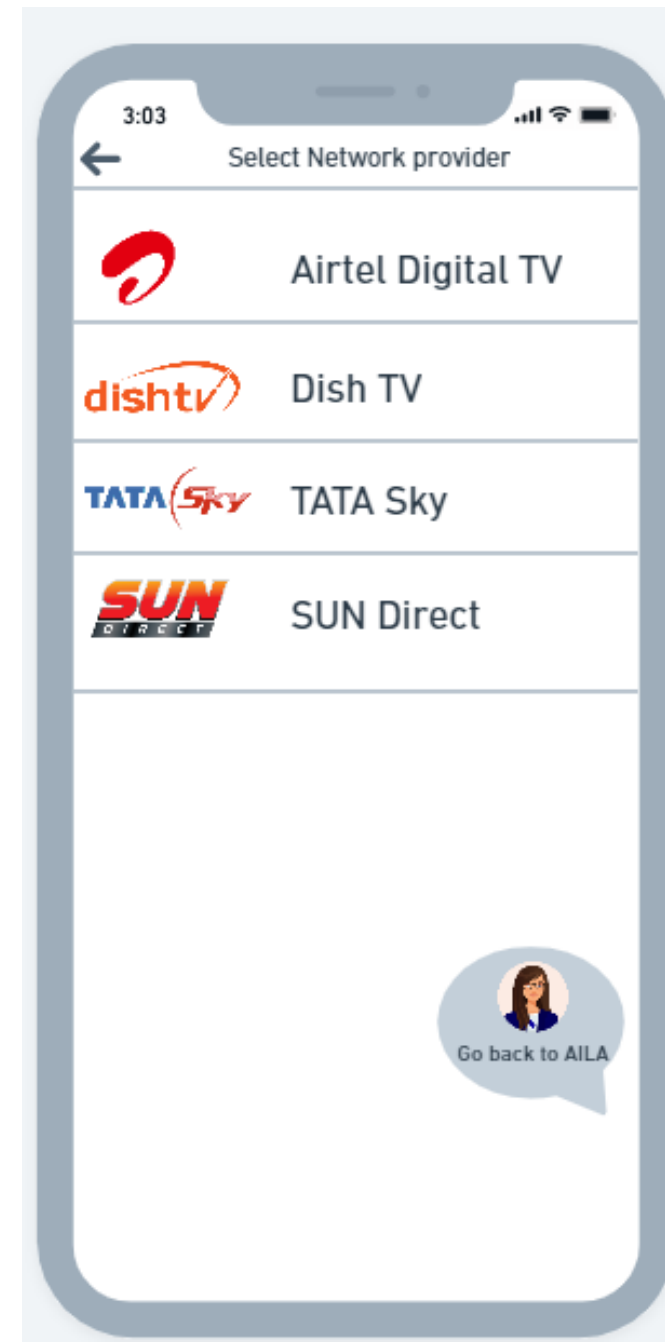 3:03
Select Network provider
Airtel Digital TV
dishtv
Dish TV
TATA Sky
TATA Sky
SUN
DIRECT
SUN Direct
Go back to AILA